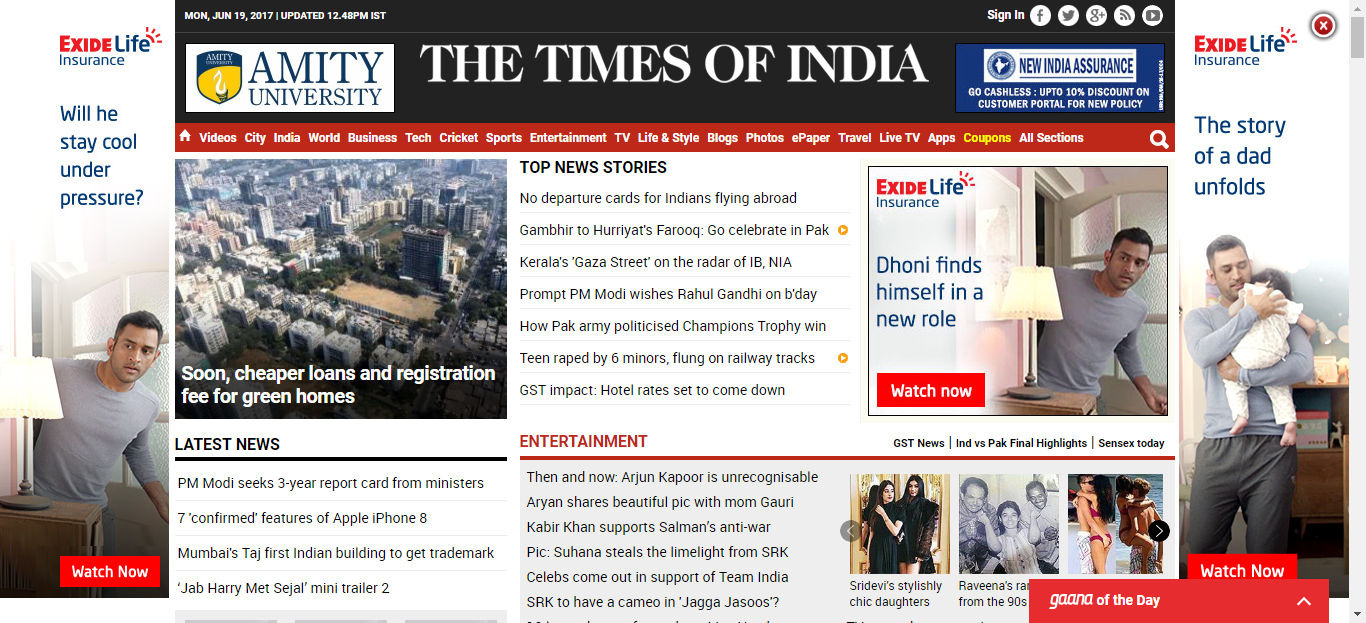 EXIDE Life
Insurance
Will he
stay cool
under
pressure?
Watch Now
MON, JUN 19, 2017 | UPDATED 12.48PM IST
Sign In
AMITY
UNIVERSITY
AMITY
UNIVERSITY
THE TIMES OF INDIA
NEW INDIA ASSURANCE
GO CASHLESS : UPTO 10% DISCOUNT ON
CUSTOMER PORTAL FOR NEW POLICY
Videos City India World Business Tech Cricket Sports Entertainment TV Life & Style Blogs Photos ePaper Travel Live TV Apps Coupons All Sections
Soon, cheaper loans and registration
fee for green homes
TOP NEWS STORIES
No departure cards for Indians flying abroad
Gambhir to Hurriyat's Farooq: Go celebrate in Pak
Kerala's 'Gaza Street' on the radar of IB, NIA
Prompt PM Modi wishes Rahul Gandhi on b'day
How Pak army politicised Champions Trophy win
Teen raped by 6 minors, flung on railway tracks
GST impact: Hotel rates set to come down
EXIDE Life
Insurance
Dhoni finds
himself in a
new role
Watch now
LATEST NEWS
PM Modi seeks 3-year report card from ministers
7 'confirmed' features of Apple iPhone 8
Mumbai's Taj first Indian building to get trademark
‘Jab Harry Met Sejal’ mini trailer 2
ENTERTAINMENT
GST News | Ind vs Pak Final Highlights | Sensex today
Then and now: Arjun Kapoor is unrecognisable
Aryan shares beautiful pic with mom Gauri
Kabir Khan supports Salman's anti-war
Pic: Suhana steals the limelight from SRK
Celebs come out in support of Team India
SRK to have a cameo in 'Jagga Jasoos'?
Sridevi's stylishly
chic daughters
Raveena's
from the 90s
gaana of the Day
EXIDE Life
Insurance
The story
of a dad
unfolds
Watch Now